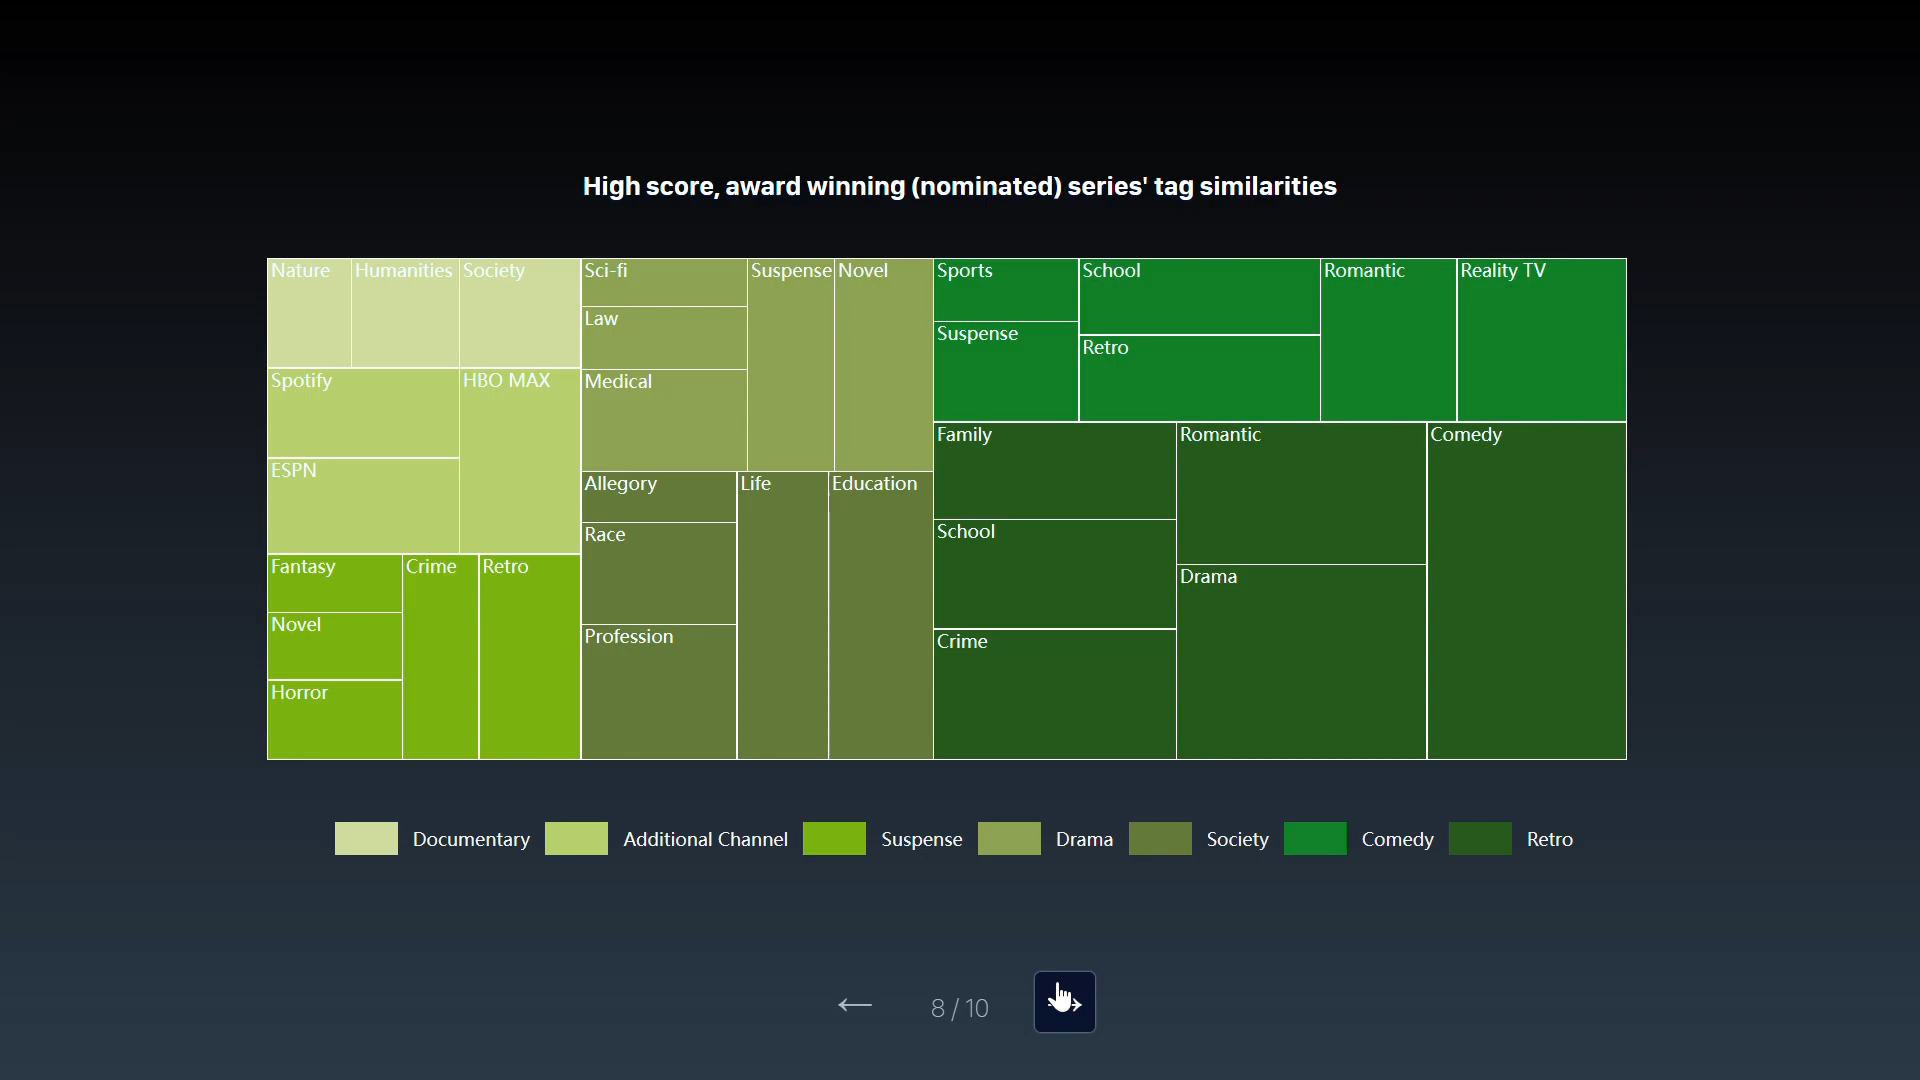 High score, award winning (nominated) series' tag similarities
Nature
Humanities
Society
Spotify
HBO MAX
ESPN
Fantasy
Crime
Retro
Novel
Horror
Sci-fi
Suspense
Novel
Law
Medical
Allegory
Life
Education
Race
Profession
Sports
School
Romantic
Reality TV
Suspense
Retro
Family
Romantic
Comedy
School
Drama
Crime
Documentary
Additional Channel
Suspense
Drama
Society
Comedy
Retro
8 / 10